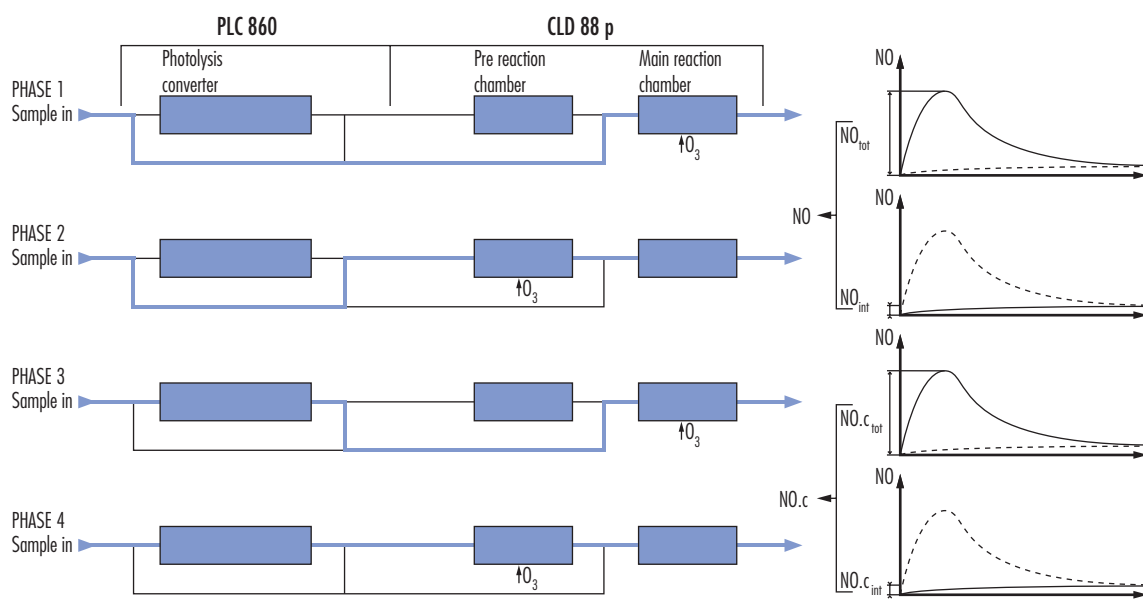 PLC 860
CLD 88 p
Photolysis
converter
Pre reaction
chamber
Main reaction
chamber
PHASE 1
Sample in
O3
PHASE 2
Sample in
O3
PHASE 3
Sample in
O3
PHASE 4
Sample in
O3
NO
NOtot
NO
NO
NOint
NO
NO.ctot
NO.c
NO
NO.cint